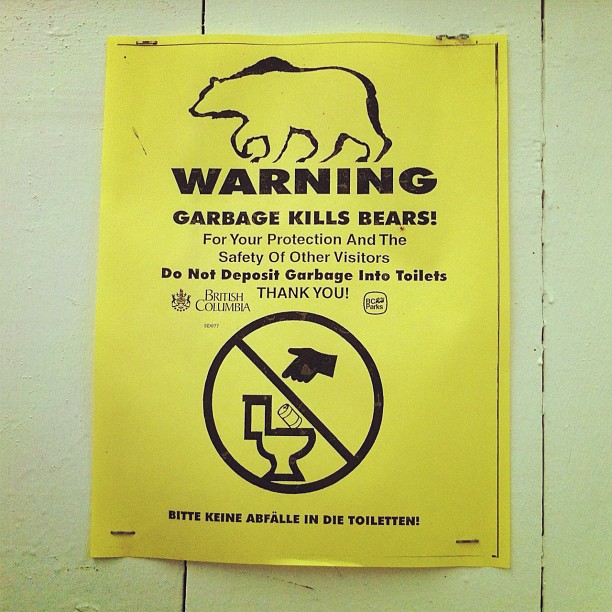 WARNING
GARBAGE KILLS BEARS!
For Your Protection And The
Safety Of Other Visitors
Do Not Deposit Garbage Into Toilets
THANK YOU!
BRITISH
COLUMBIA
BC
Parks
BITTE KEINE ABFÄLLE IN DIE TOILETTEN!